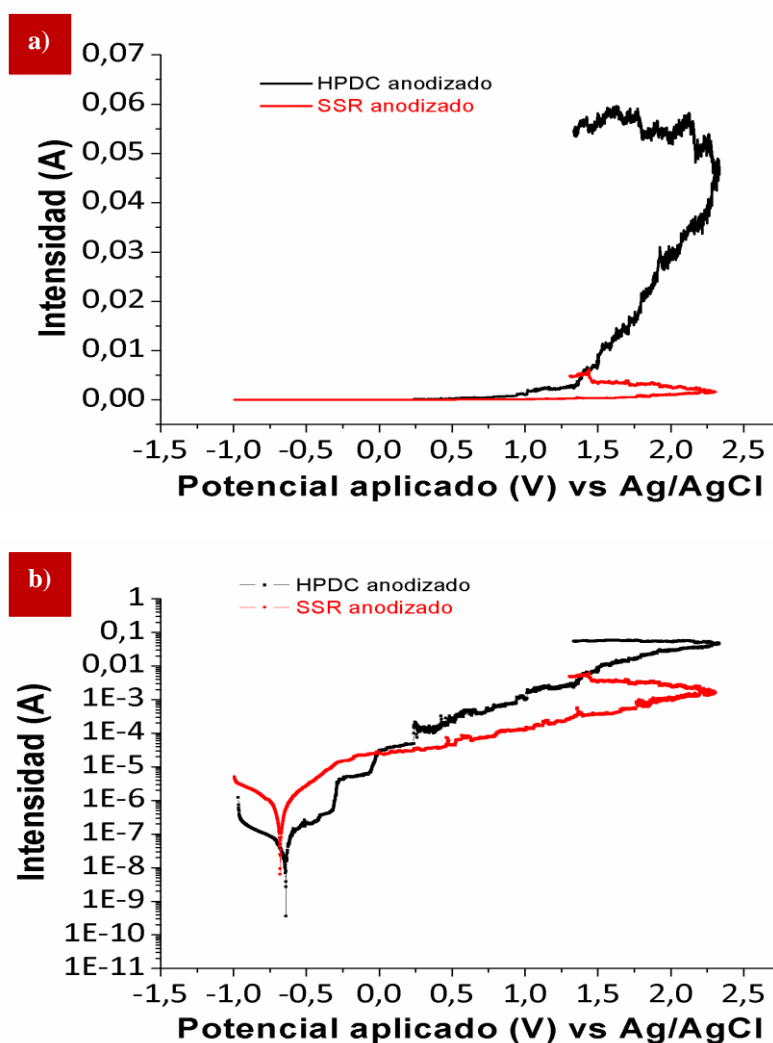 a)
0,07
0,06
0,05
0,04
0,03
0,02
0,01
0,00
Intensidad (A)
HPDC anodizado
SSR anodizado
-1,5 -1,0 -0,5 0,0 0,5 1,0 1,5 2,0 2,5
Potencial aplicado (V) vs Ag/AgCl
b)
1
0,1
0,01
1E-3
1E-4
1E-5
1E-6
1E-7
1E-8
1E-9
1E-10
1E-11
Intensidad (A)
HPDC anodizado
SSR anodizado
-1,5 -1,0 -0,5 0,0 0,5 1,0 1,5 2,0 2,5
Potencial aplicado (V) vs Ag/AgCl